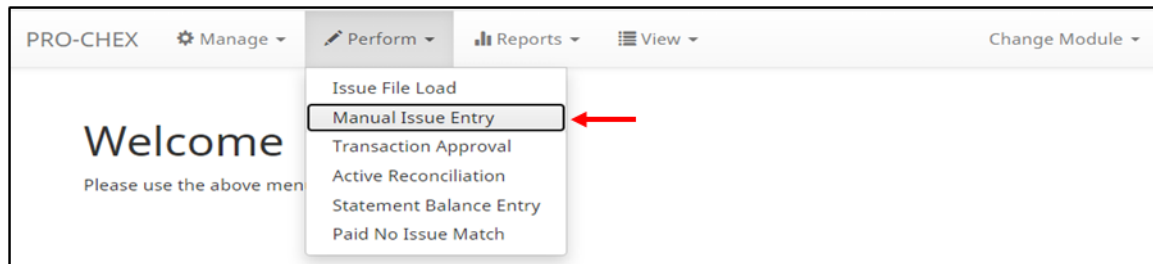 PRO-CHEX Manage Perform Reports View Change Module
Issue File Load
Manual Issue Entry
Welcome
Transaction Approval
Please use the above men
Active Reconciliation
Statement Balance Entry
Paid No Issue Match